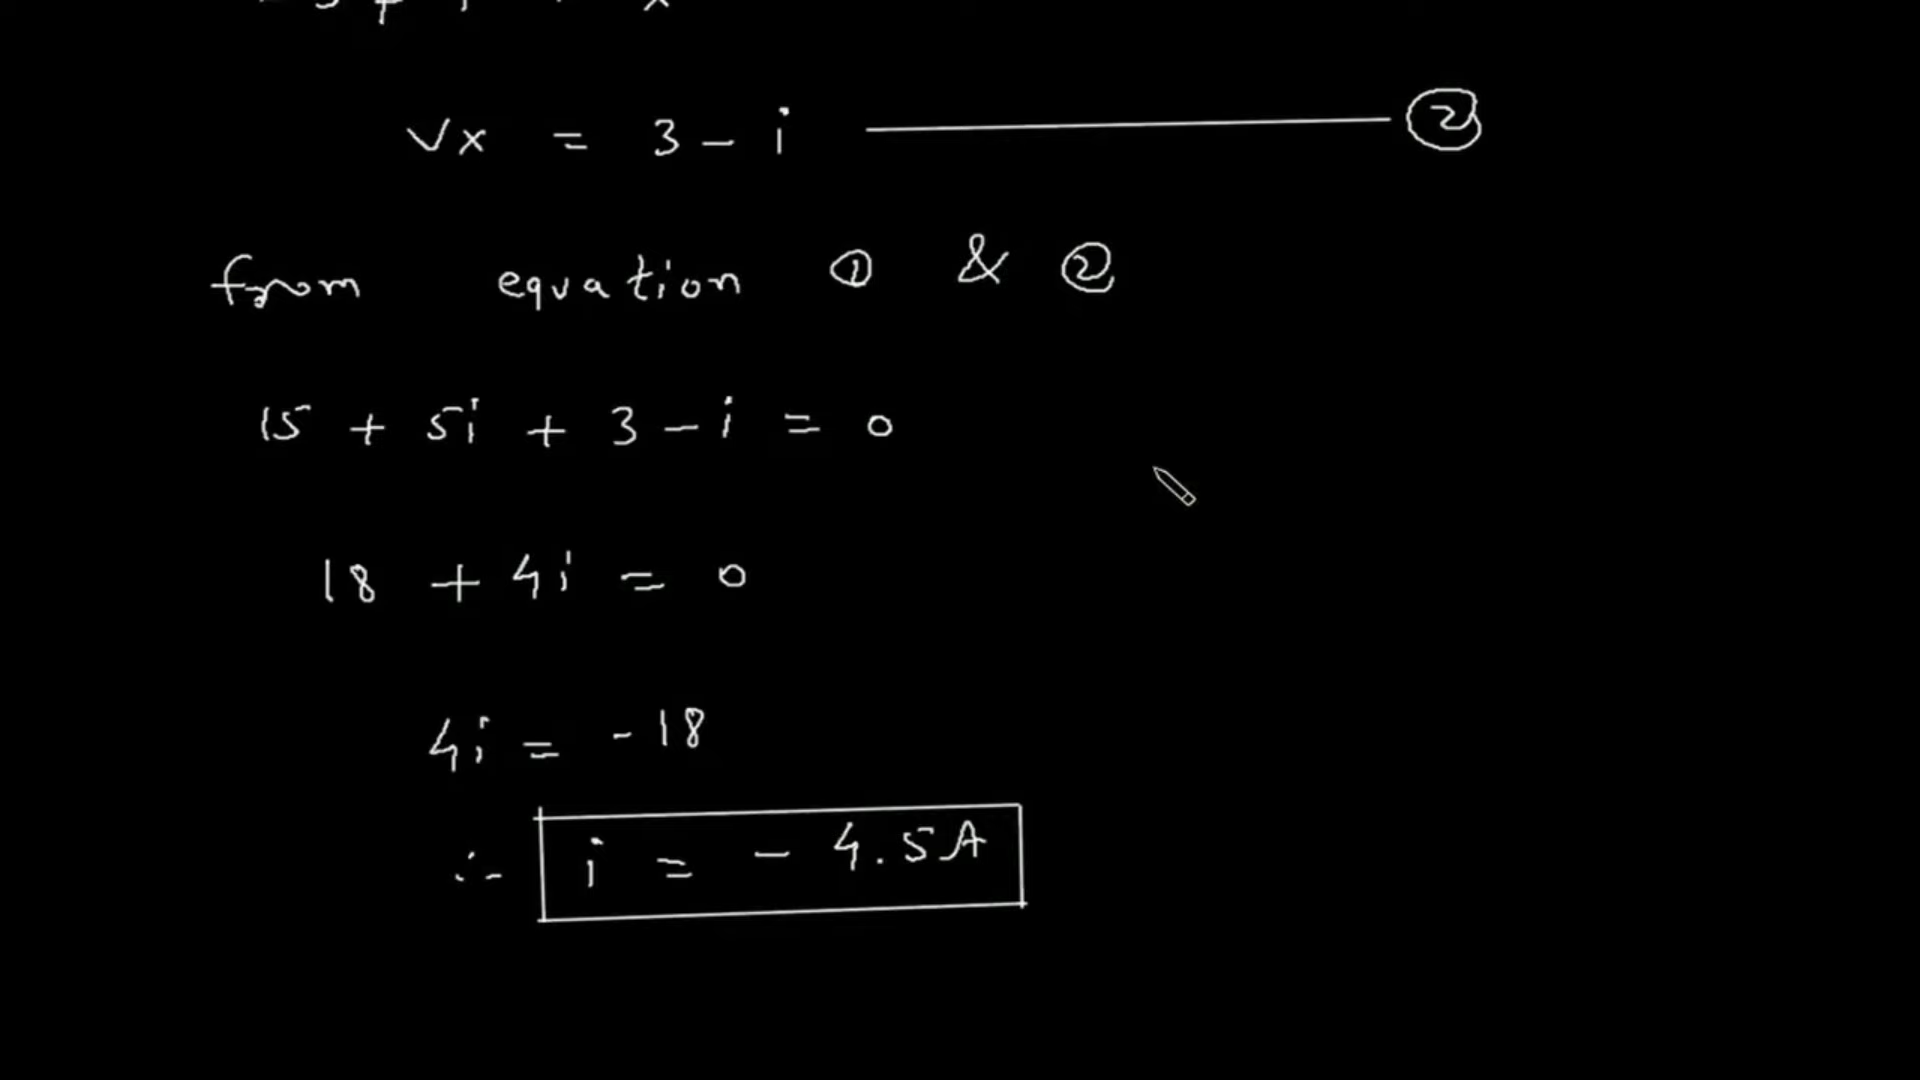 Vx = 3 - i ② 
from equation ① & ②
15 + 5i + 3 - i = 0
18 + 4i = 0
4i = -18
∴ i = - 4.5A